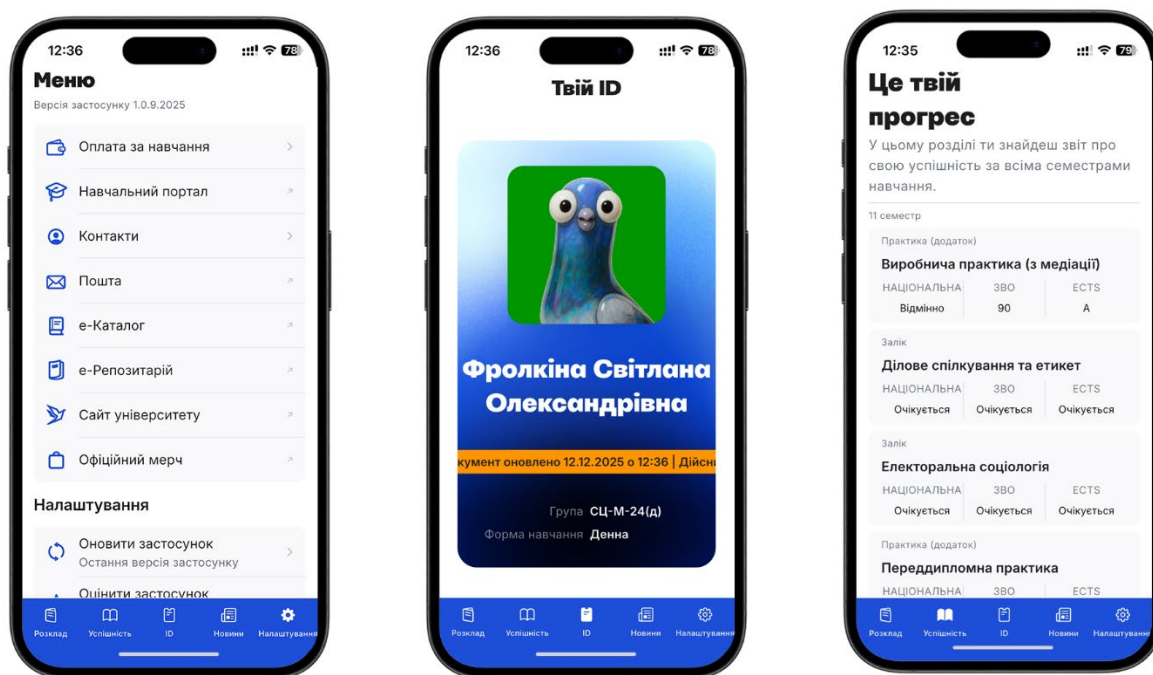 12:36
78
Меню
Версія застосунку 1.0.9.2025
Оплата за навчання
Навчальний портал
Контакти
Пошта
е-Каталог
е-Репозитарій
Сайт університету
Офіційний мерч
Налаштування
Оновити застосунок
Остання версія застосунку
Оцінити застосунок
Розклад Успішність ID Новини Налаштування
12:36
78
Твій ID
Фролкіна Світлана
Олександрівна
кумент оновлено 12.12.2025 о 12:36 | Дійсн
Група СЦ-М-24(д)
Форма навчання Денна
Розклад Успішність ID Новини Налаштування
12:35
79
Це твій
прогрес
У цьому розділі ти знайдеш звіт про
свою успішність за всіма семестрами
навчання.
11 семестр
Практика (додаток)
Виробнича практика (з медіації)
НАЦІОНАЛЬНА ЗВО ECTS
Відмінно 90 A
Залік
Ділове спілкування та етикет
НАЦІОНАЛЬНА ЗВО ECTS
Очікується Очікується Очікується
Залік
Електоральна соціологія
НАЦІОНАЛЬНА ЗВО ECTS
Очікується Очікується Очікується
Практика (додаток)
Переддипломна практика
НАЦІОНАЛЬНА ЗВО ECTS
Розклад Успішність ID Новини Налаштування